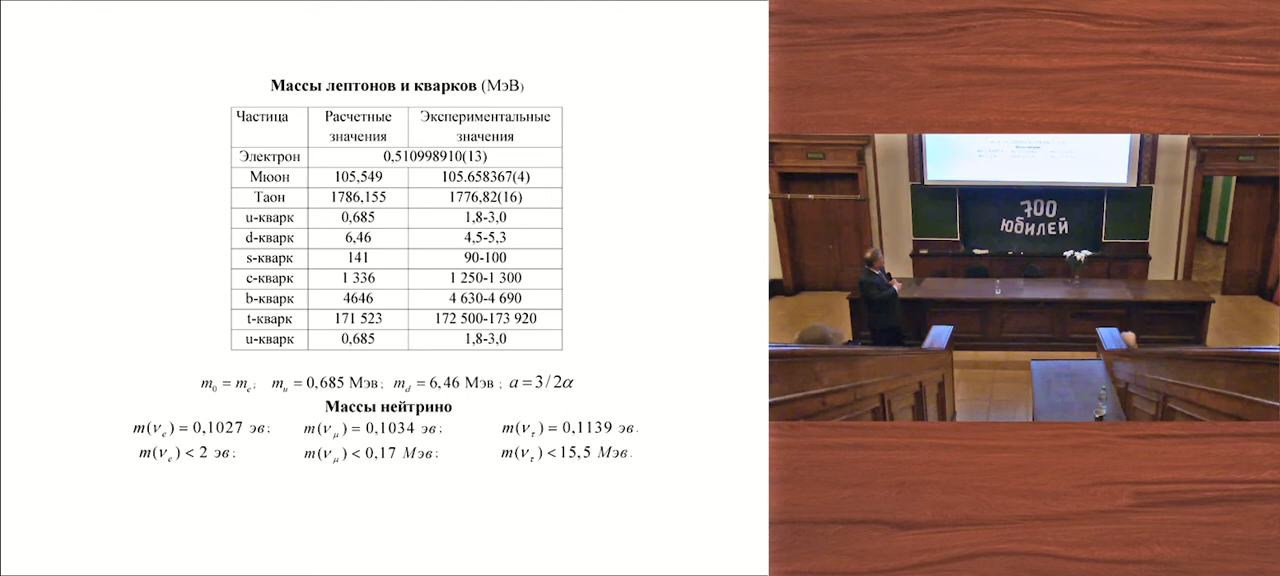 Массы лептонов и кварков (МэВ)
Частица Расчетные значения Экспериментальные значения
Электрон 0,510998910(13)
Мюон 105,549 105.658367(4)
Таон 1786,155 1776,82(16)
u-кварк 0,685 1,8-3,0
d-кварк 6,46 4,5-5,3
s-кварк 141 90-100
c-кварк 1 336 1 250-1 300
b-кварк 4646 4 630-4 690
t-кварк 171 523 172 500-173 920
u-кварк 0,685 1,8-3,0
m₀ = mₑ; mᵤ = 0,685 Мэв; m_d = 6,46 Мэв; a = 3/2α
Массы нейтрино
m(νₑ) = 0,1027 эв; m(ν_μ) = 0,1034 эв; m(ν_τ) = 0,1139 эв.
m(νₑ) < 2 эв; m(ν_μ) < 0,17 Мэв; m(ν_τ) < 15,5 Мэв.
700
ЮБИЛЕЙ